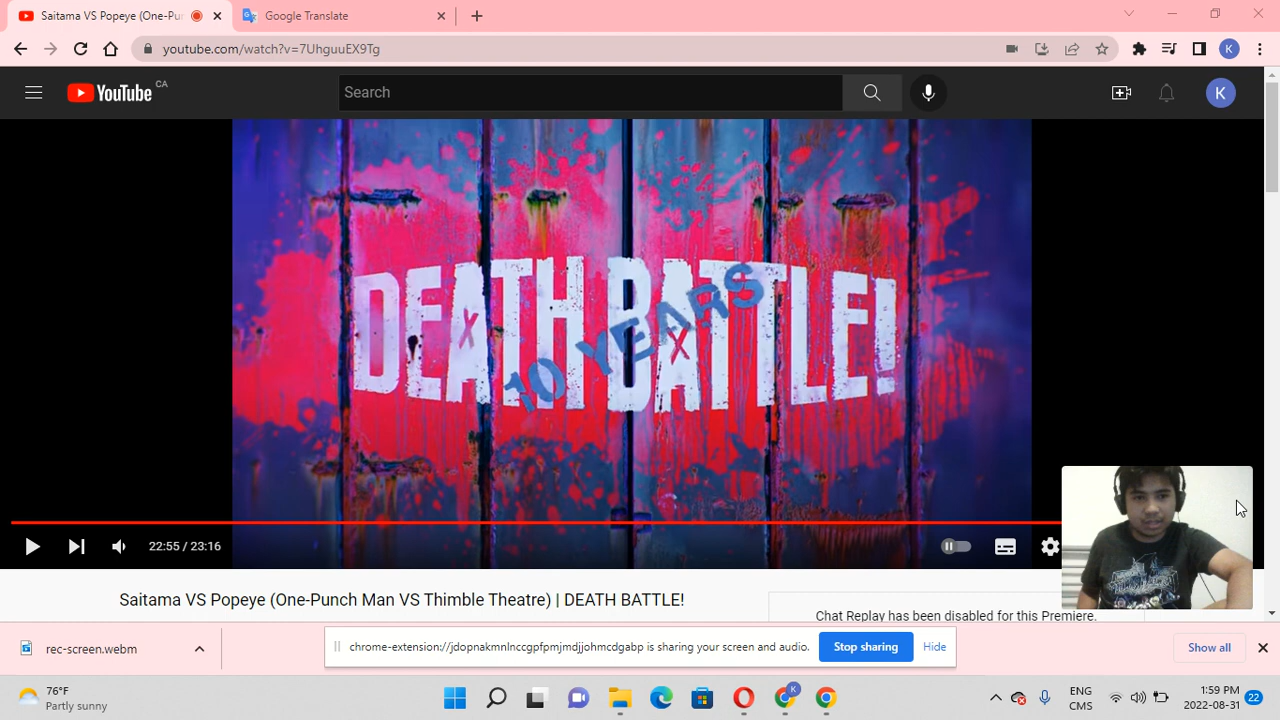 Saitama VS Popeye (One-Pu
Google Translate
youtube.com/watch?v=7UhguuEX9Tg
K
YouTube CA
Search
K
DEATH BATTLE!
10 YEARS
22:55 / 23:16
Saitama VS Popeye (One-Punch Man VS Thimble Theatre) | DEATH BATTLE!
Chat Replay has been disabled for this Premiere.
rec-screen.webm
chrome-extension://jdopnakmnlnccgpfpmjmdjjohmcdgabp is sharing your screen and audio.
Stop sharing
Hide
Show all
76°F
Partly sunny
K
ENG
CMS
1:59 PM
2022-08-31
22